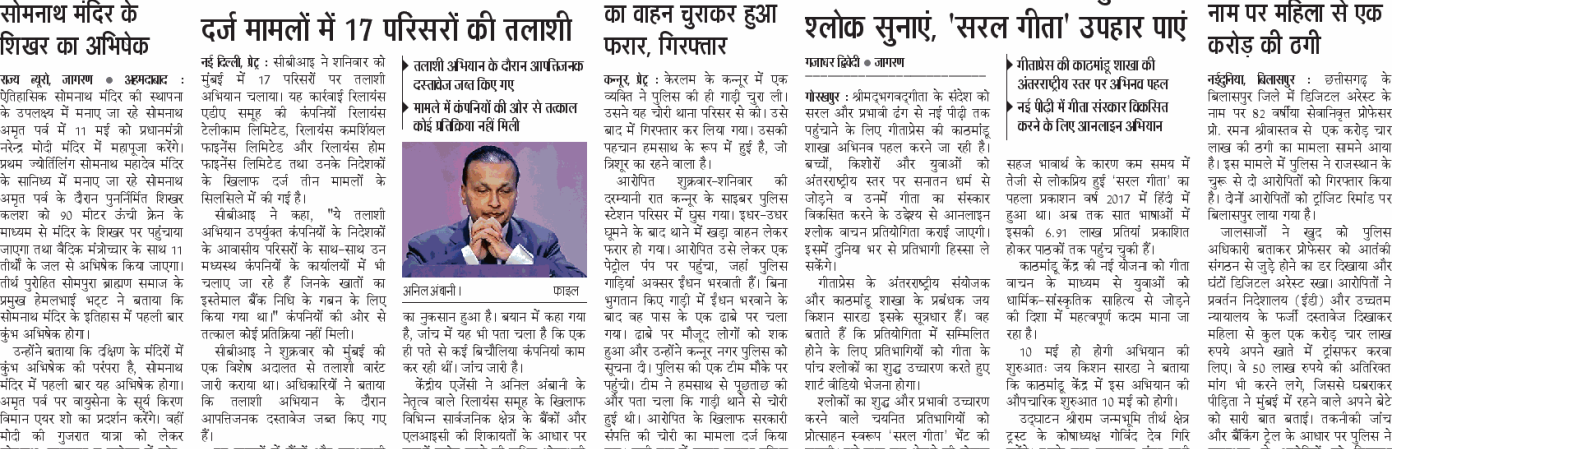 सोमनाथ मंदिर के
शिखर का अभिषेक
राज्य ब्यूरो, जागरण ● अहमदाबाद :
ऐतिहासिक सोमनाथ मंदिर की स्थापना
के उपलक्ष्य में मनाए जा रहे सोमनाथ
अमृत पर्व में 11 मई को प्रधानमंत्री
नरेन्द्र मोदी मंदिर में महापूजा करेंगे।
प्रथम ज्योतिर्लिंग सोमनाथ महादेव मंदिर
के सानिध्य में मनाए जा रहे सोमनाथ
अमृत पर्व के दौरान पुनर्निर्मित शिखर
कलश को 90 मीटर ऊंची क्रेन के
माध्यम से मंदिर के शिखर पर पहुंचाया
जाएगा तथा वैदिक मंत्रोच्चार के साथ 11
तीर्थों के जल से अभिषेक किया जाएगा।
तीर्थ पुरोहित सोमपुरा ब्राह्मण समाज के
प्रमुख हेमलभाई भट्ट ने बताया कि
सोमनाथ मंदिर के इतिहास में पहली बार
कुंभ अभिषेक होगा।
उन्होंने बताया कि दक्षिण के मंदिरों में
कुंभ अभिषेक की परंपरा है, सोमनाथ
मंदिर में पहली बार यह अभिषेक होगा।
अमृत पर्व पर वायुसेना के सूर्य किरण
विमान एयर शो का प्रदर्शन करेंगे। वहीं
मोदी की गुजरात यात्रा को लेकर
दर्ज मामलों में 17 परिसरों की तलाशी
नई दिल्ली, प्रेट्र : सीबीआइ ने शनिवार को
मुंबई में 17 परिसरों पर तलाशी
अभियान चलाया। यह कार्रवाई रिलायंस
एडीए समूह की कंपनियों रिलायंस
टेलीकाम लिमिटेड, रिलायंस कमर्शियल
फाइनेंस लिमिटेड और रिलायंस होम
फाइनेंस लिमिटेड तथा उनके निदेशकों
के खिलाफ दर्ज तीन मामलों के
सिलसिले में की गई है।
सीबीआइ ने कहा, "ये तलाशी
अभियान उपर्युक्त कंपनियों के निदेशकों
के आवासीय परिसरों के साथ-साथ उन
मध्यस्थ कंपनियों के कार्यालयों में भी
चलाए जा रहे हैं जिनके खातों का
इस्तेमाल बैंक निधि के गबन के लिए
किया गया था।" कंपनियों की ओर से
तत्काल कोई प्रतिक्रिया नहीं मिली।
सीबीआइ ने शुक्रवार को मुंबई की
एक विशेष अदालत से तलाशी वारंट
जारी कराया था। अधिकारियों ने बताया
कि तलाशी अभियान के दौरान
आपत्तिजनक दस्तावेज जब्त किए गए
हैं।
तलाशी अभियान के दौरान आपत्तिजनक
दस्तावेज जब्त किए गए
मामले में कंपनियों की ओर से तत्काल
कोई प्रतिक्रिया नहीं मिली
अनिल अंबानी। फाइल
का नुकसान हुआ है। बयान में कहा गया
है, जांच में यह भी पता चला है कि एक
ही पते से कई बिचौलिया कंपनियां काम
कर रही थीं। जांच जारी है।
केंद्रीय एजेंसी ने अनिल अंबानी के
नेतृत्व वाले रिलायंस समूह के खिलाफ
विभिन्न सार्वजनिक क्षेत्र के बैंकों और
एलआइसी की शिकायतों के आधार पर
का वाहन चुराकर हुआ
फरार, गिरफ्तार
कन्नूर, प्रेट्र : केरलम के कन्नूर में एक
व्यक्ति ने पुलिस की ही गाड़ी चुरा ली।
उसने यह चोरी थाना परिसर से की। उसे
बाद में गिरफ्तार कर लिया गया। उसकी
पहचान हमसाथ के रूप में हुई है, जो
त्रिशूर का रहने वाला है।
आरोपित शुक्रवार-शनिवार की
दरम्यानी रात कन्नूर के साइबर पुलिस
स्टेशन परिसर में घुस गया। इधर-उधर
घूमने के बाद थाने में खड़ा वाहन लेकर
फरार हो गया। आरोपित उसे लेकर एक
पेट्रोल पंप पर पहुंचा, जहां पुलिस
गाड़ियां अक्सर ईंधन भरवाती हैं। बिना
भुगतान किए गाड़ी में ईंधन भरवाने के
बाद वह पास के एक ढाबे पर चला
गया। ढाबे पर मौजूद लोगों को शक
हुआ और उन्होंने कन्नूर नगर पुलिस को
सूचना दी। पुलिस की एक टीम मौके पर
पहुंची। टीम ने हमसाथ से पूछताछ की
और पता चला कि गाड़ी थाने से चोरी
हुई थी। आरोपित के खिलाफ सरकारी
संपत्ति की चोरी का मामला दर्ज किया
श्लोक सुनाएं, 'सरल गीता' उपहार पाएं
गजाधर द्विवेदी ● जागरण
गोरखपुर : श्रीमद्भगवद्गीता के संदेश को
सरल और प्रभावी ढंग से नई पीढ़ी तक
पहुंचाने के लिए गीताप्रेस की काठमांडू
शाखा अभिनव पहल करने जा रही है।
बच्चों, किशोरों और युवाओं को
अंतरराष्ट्रीय स्तर पर सनातन धर्म से
जोड़ने व उनमें गीता का संस्कार
विकसित करने के उद्देश्य से आनलाइन
श्लोक वाचन प्रतियोगिता कराई जाएगी।
इसमें दुनिया भर से प्रतिभागी हिस्सा ले
सकेंगे।
गीताप्रेस के अंतरराष्ट्रीय संयोजक
और काठमांडू शाखा के प्रबंधक जय
किशन सारडा इसके सूत्रधार हैं। वह
बताते हैं कि प्रतियोगिता में सम्मिलित
होने के लिए प्रतिभागियों को गीता के
पांच श्लोकों का शुद्ध उच्चारण करते हुए
शार्ट वीडियो भेजना होगा।
श्लोकों का शुद्ध और प्रभावी उच्चारण
करने वाले चयनित प्रतिभागियों को
प्रोत्साहन स्वरूप 'सरल गीता' भेंट की
गीताप्रेस की काठमांडू शाखा की
अंतरराष्ट्रीय स्तर पर अभिनव पहल
नई पीढ़ी में गीता संस्कार विकसित
करने के लिए आनलाइन अभियान
सहज भावार्थ के कारण कम समय में
तेजी से लोकप्रिय हुई 'सरल गीता' का
पहला प्रकाशन वर्ष 2017 में हिंदी में
हुआ था। अब तक सात भाषाओं में
इसकी 6.91 लाख प्रतियां प्रकाशित
होकर पाठकों तक पहुंच चुकी हैं।
काठमांडू केंद्र की नई योजना को गीता
वाचन के माध्यम से युवाओं को
धार्मिक-सांस्कृतिक साहित्य से जोड़ने
की दिशा में महत्वपूर्ण कदम माना जा
रहा है।
10 मई हो होगी अभियान की
शुरुआतः जय किशन सारडा ने बताया
कि काठमांडू केंद्र में इस अभियान की
औपचारिक शुरुआत 10 मई को होगी।
उद्घाटन श्रीराम जन्मभूमि तीर्थ क्षेत्र
ट्रस्ट के कोषाध्यक्ष गोविंद देव गिरि
नाम पर महिला से एक
करोड़ की ठगी
नईदुनिया, बिलासपुर : छत्तीसगढ़ के
बिलासपुर जिले में डिजिटल अरेस्ट के
नाम पर 82 वर्षीया सेवानिवृत्त प्रोफेसर
प्रो. रमन श्रीवास्तव से एक करोड़ चार
लाख की ठगी का मामला सामने आया
है। इस मामले में पुलिस ने राजस्थान के
चुरू से दो आरोपितों को गिरफ्तार किया
है। दोनों आरोपितों को ट्रांजिट रिमांड पर
बिलासपुर लाया गया है।
जालसाजों ने खुद को पुलिस
अधिकारी बताकर प्रोफेसर को आतंकी
संगठन से जुड़े होने का डर दिखाया और
घंटों डिजिटल अरेस्ट रखा। आरोपितों ने
प्रवर्तन निदेशालय (ईडी) और उच्चतम
न्यायालय के फर्जी दस्तावेज दिखाकर
महिला से कुल एक करोड़ चार लाख
रुपये अपने खाते में ट्रांसफर करवा
लिए। वे 50 लाख रुपये की अतिरिक्त
मांग भी करने लगे, जिससे घबराकर
पीड़िता ने मुंबई में रहने वाले अपने बेटे
को सारी बात बताई। तकनीकी जांच
और बैंकिंग ट्रेल के आधार पर पुलिस ने